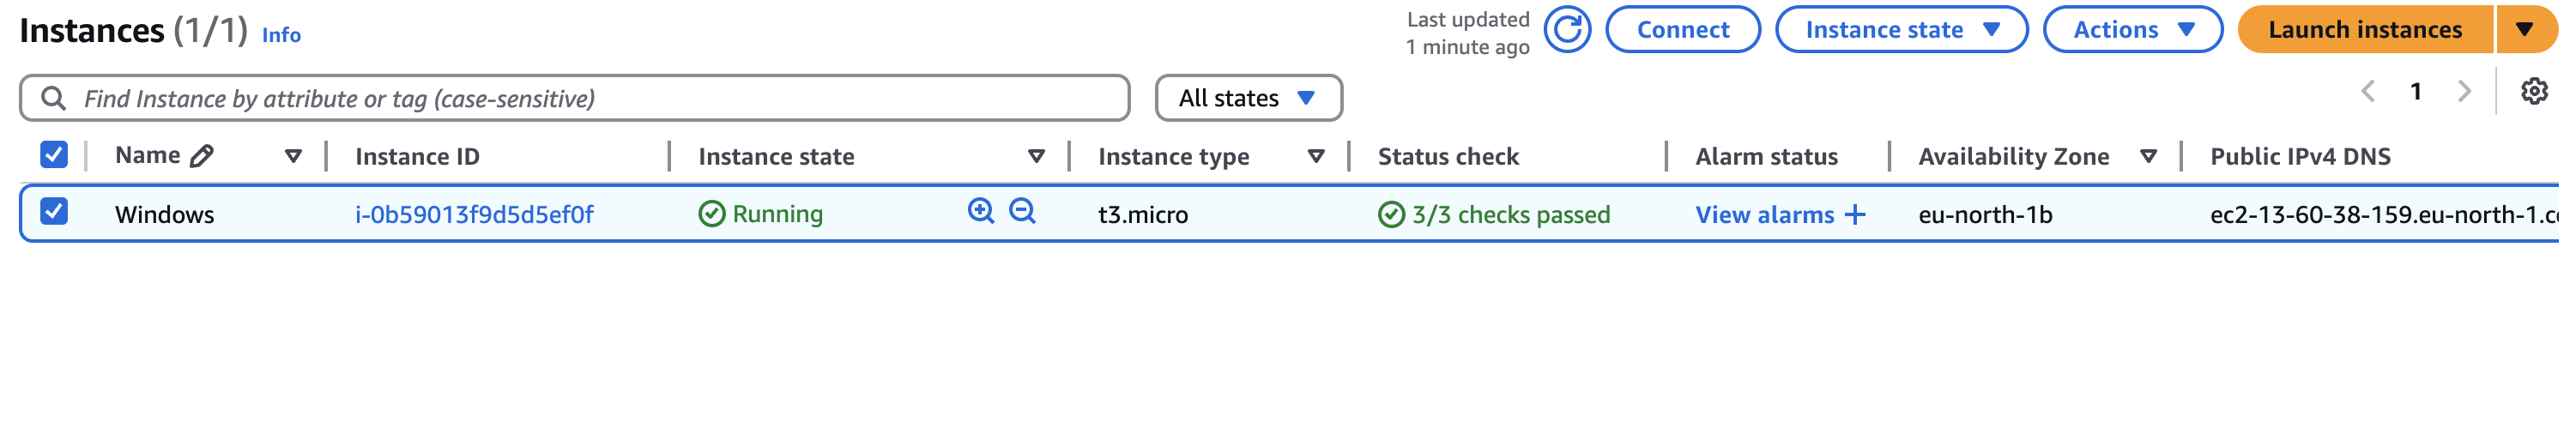 Instances (1/1) Info
Last updated
1 minute ago
Connect
Instance state
Actions
Launch instances
Find Instance by attribute or tag (case-sensitive)
All states
1
Name Instance ID Instance state Instance type Status check Alarm status Availability Zone Public IPv4 DNS
Windows i-0b59013f9d5d5ef0f Running t3.micro 3/3 checks passed View alarms + eu-north-1b ec2-13-60-38-159.eu-north-1.c